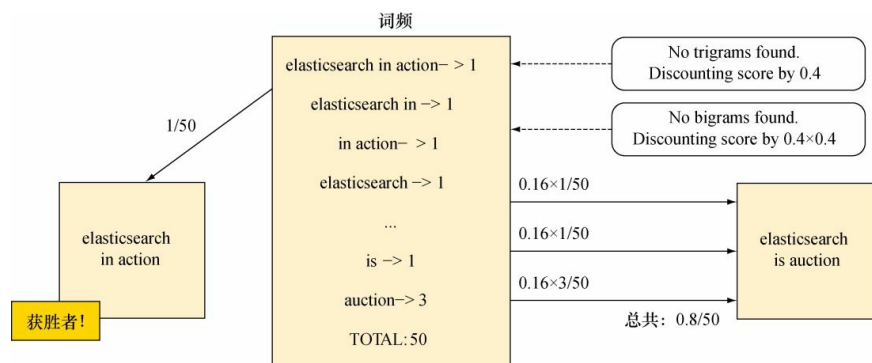 词频
elasticsearch in action− > 1
elasticsearch in −> 1
in action− > 1
elasticsearch −> 1
...
is −> 1
auction−> 3
TOTAL: 50
No trigrams found.
Discounting score by 0.4
No bigrams found.
Discounting score by 0.4×0.4
1/50
elasticsearch
in action
获胜者!
0.16×1/50
0.16×1/50
0.16×3/50
总共: 0.8/50
elasticsearch
is auction